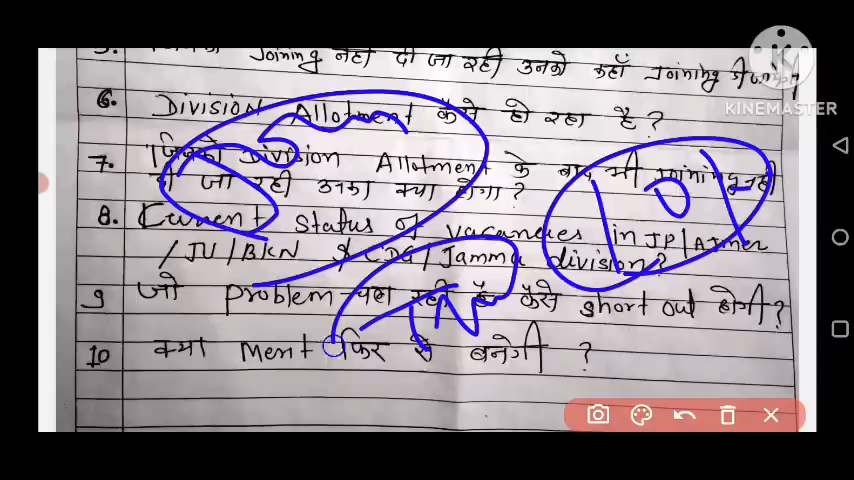 5. joining नहीं दी जा रही उनको कहाँ joining
KINEMASTER
6. Division Allotment कैसे हो रहा है?
7. जिनको Division Allotment के बाद भी joining नहीं
दी जा रही उनका क्या होगा?
8. Current Status of vacancies in JP/Ajmer
/JU/BKN & CDG/Jammu division?
9 जो problem चल रही है कैसे short out होगी?
10 क्या Merit फिर से बनेगी ?